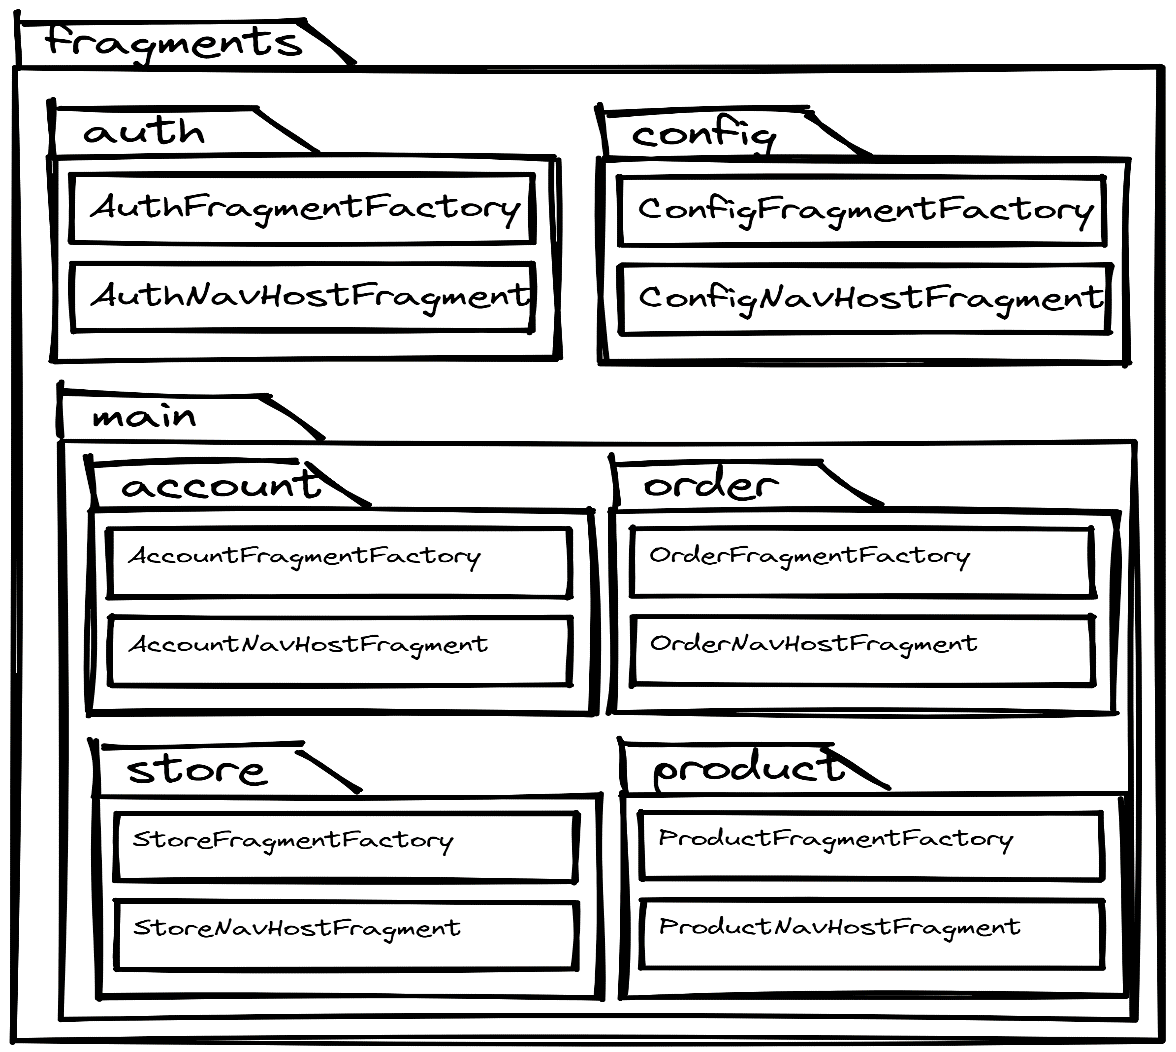 fragments
auth
AuthFragmentFactory
AuthNavHostFragment
config
ConfigFragmentFactory
ConfigNavHostFragment
main
account
AccountFragmentFactory
AccountNavHostFragment
order
OrderFragmentFactory
OrderNavHostFragment
store
StoreFragmentFactory
StoreNavHostFragment
product
ProductFragmentFactory
ProductNavHostFragment